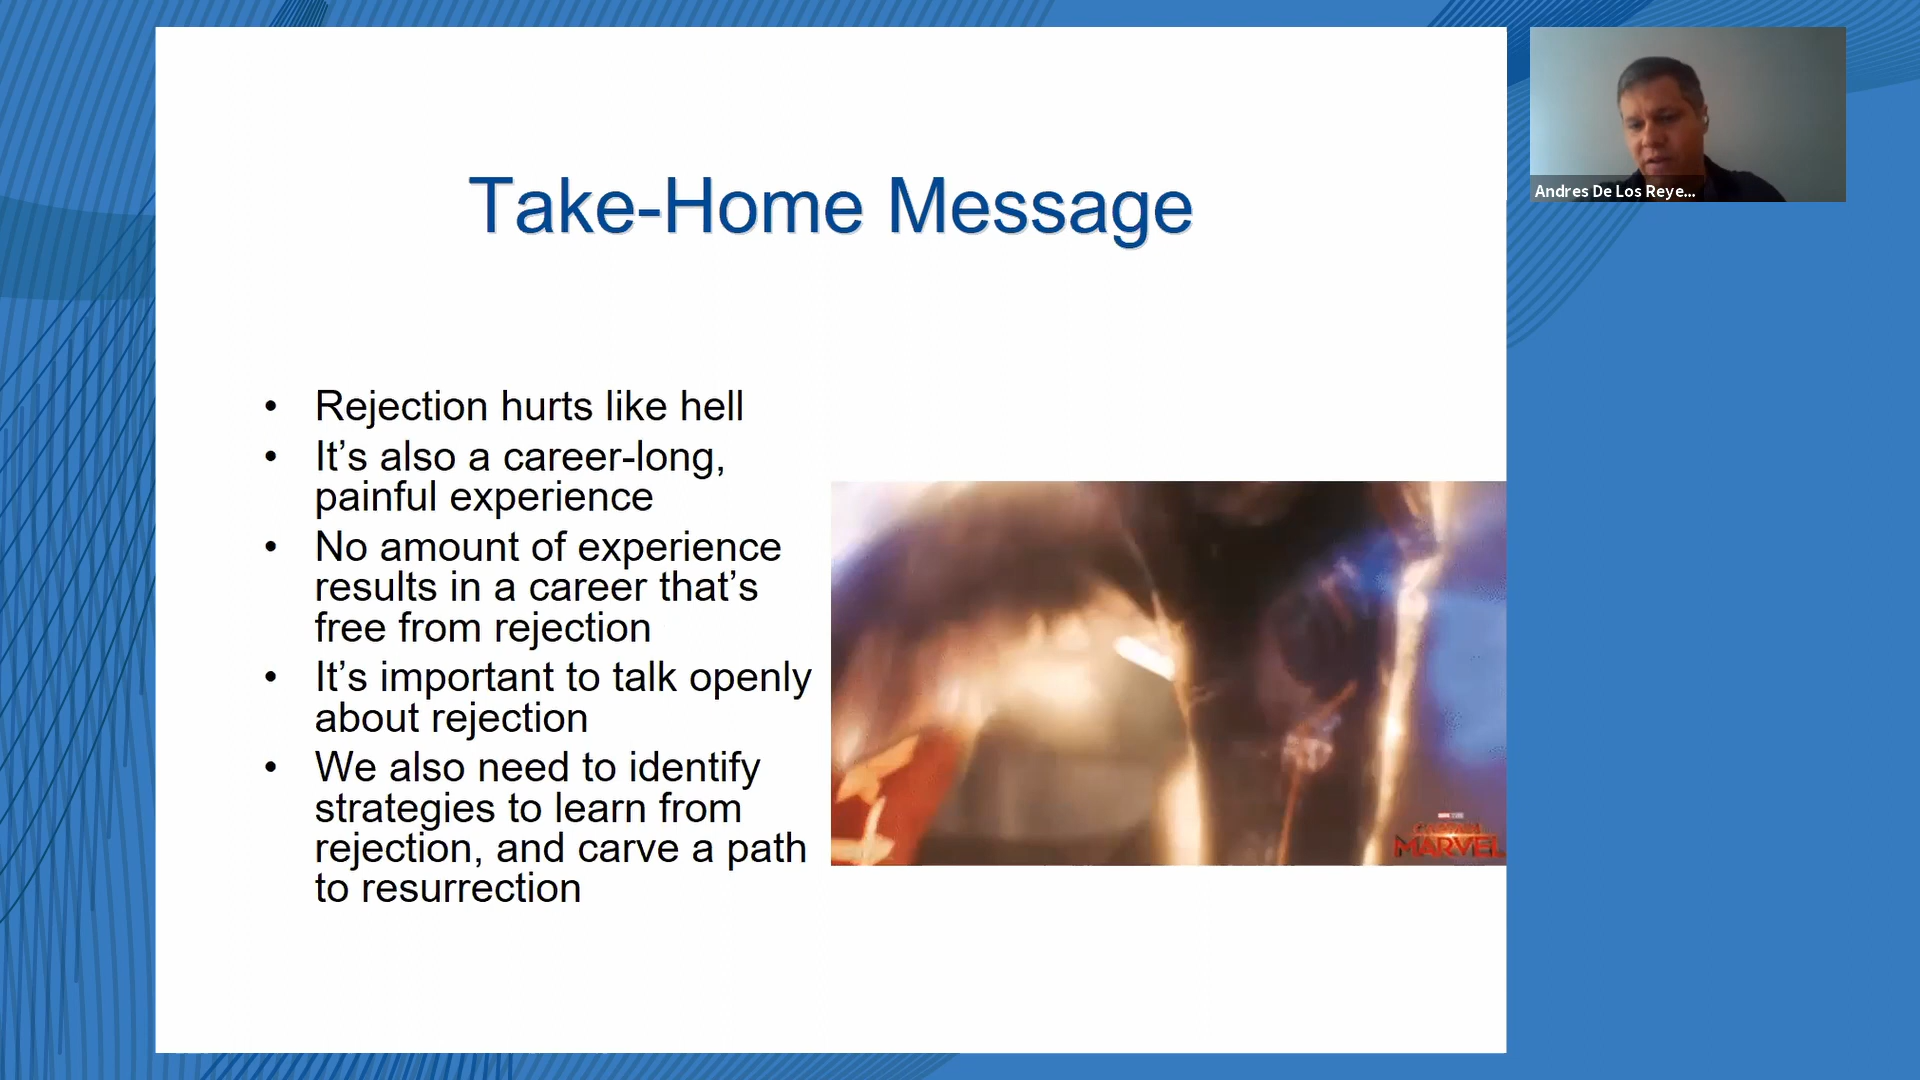 Take-Home Message
• Rejection hurts like hell
• It’s also a career-long,
painful experience
• No amount of experience
results in a career that’s
free from rejection
• It’s important to talk openly
about rejection
• We also need to identify
strategies to learn from
rejection, and carve a path
to resurrection
Andres De Los Reye...
MARVEL